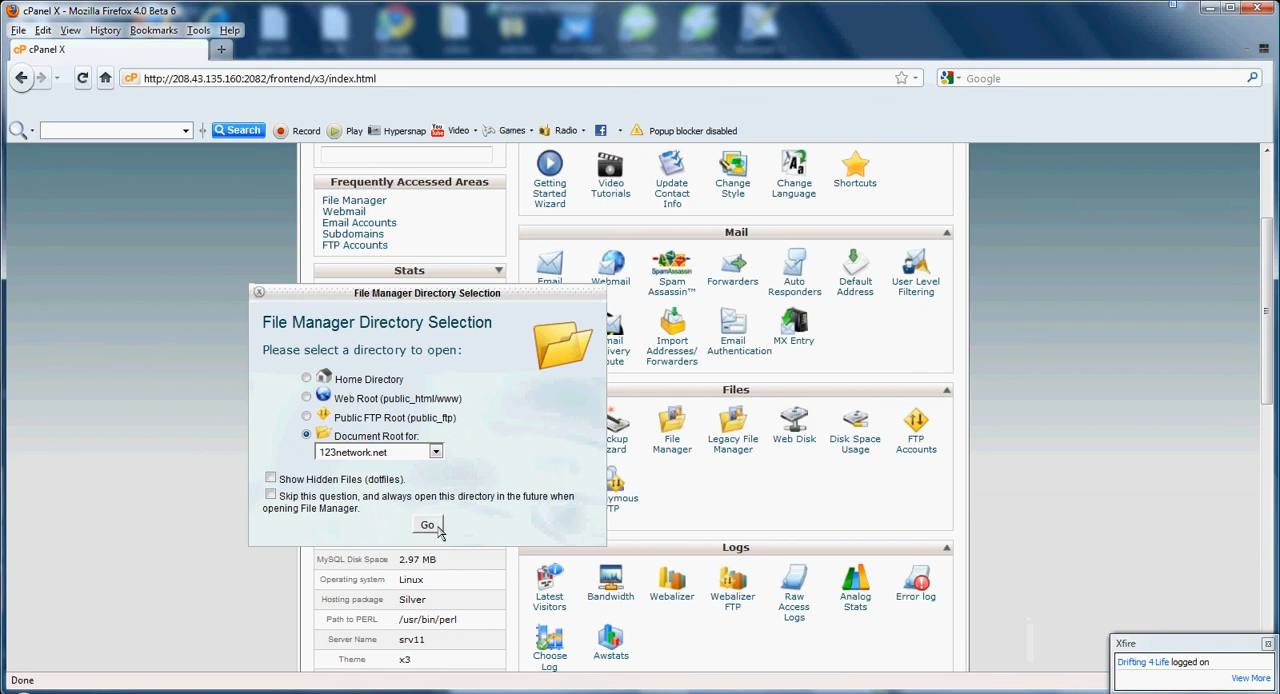 cPanel X - Mozilla Firefox 4.0 Beta 6
File Edit View History Bookmarks Tools Help
cP cPanel X
cP http://208.43.135.160:2082/frontend/x3/index.html
Google
Search Record Play Hypersnap Video Games Radio Popup blocker disabled
Getting Started Wizard
Video Tutorials
Update Contact Info
Change Style
Change Language
Shortcuts
Frequently Accessed Areas
File Manager
Webmail
Email Accounts
Subdomains
FTP Accounts
Stats
Mail
Email
Webmail
Spam Assassin™
Forwarders
Auto Responders
Default Address
User Level Filtering
Import Addresses/ Forwarders
Email Authentication
MX Entry
File Manager Directory Selection
File Manager Directory Selection
Please select a directory to open:
Home Directory
Web Root (public_html/www)
Public FTP Root (public_ftp)
Document Root for:
123network.net
Show Hidden Files (dotfiles).
Skip this question, and always open this directory in the future when
opening File Manager.
Go
Files
File Manager
Legacy File Manager
Web Disk
Disk Space Usage
FTP Accounts
MySQL Disk Space 2.97 MB
Operating system Linux
Hosting package Silver
Path to PERL /usr/bin/perl
Server Name srv11
Theme x3
Logs
Latest Visitors
Bandwidth
Webalizer
Webalizer FTP
Raw Access Logs
Analog Stats
Error log
Choose Log
Awstats
Xfire
Drifting 4 Life logged on
View More
Done